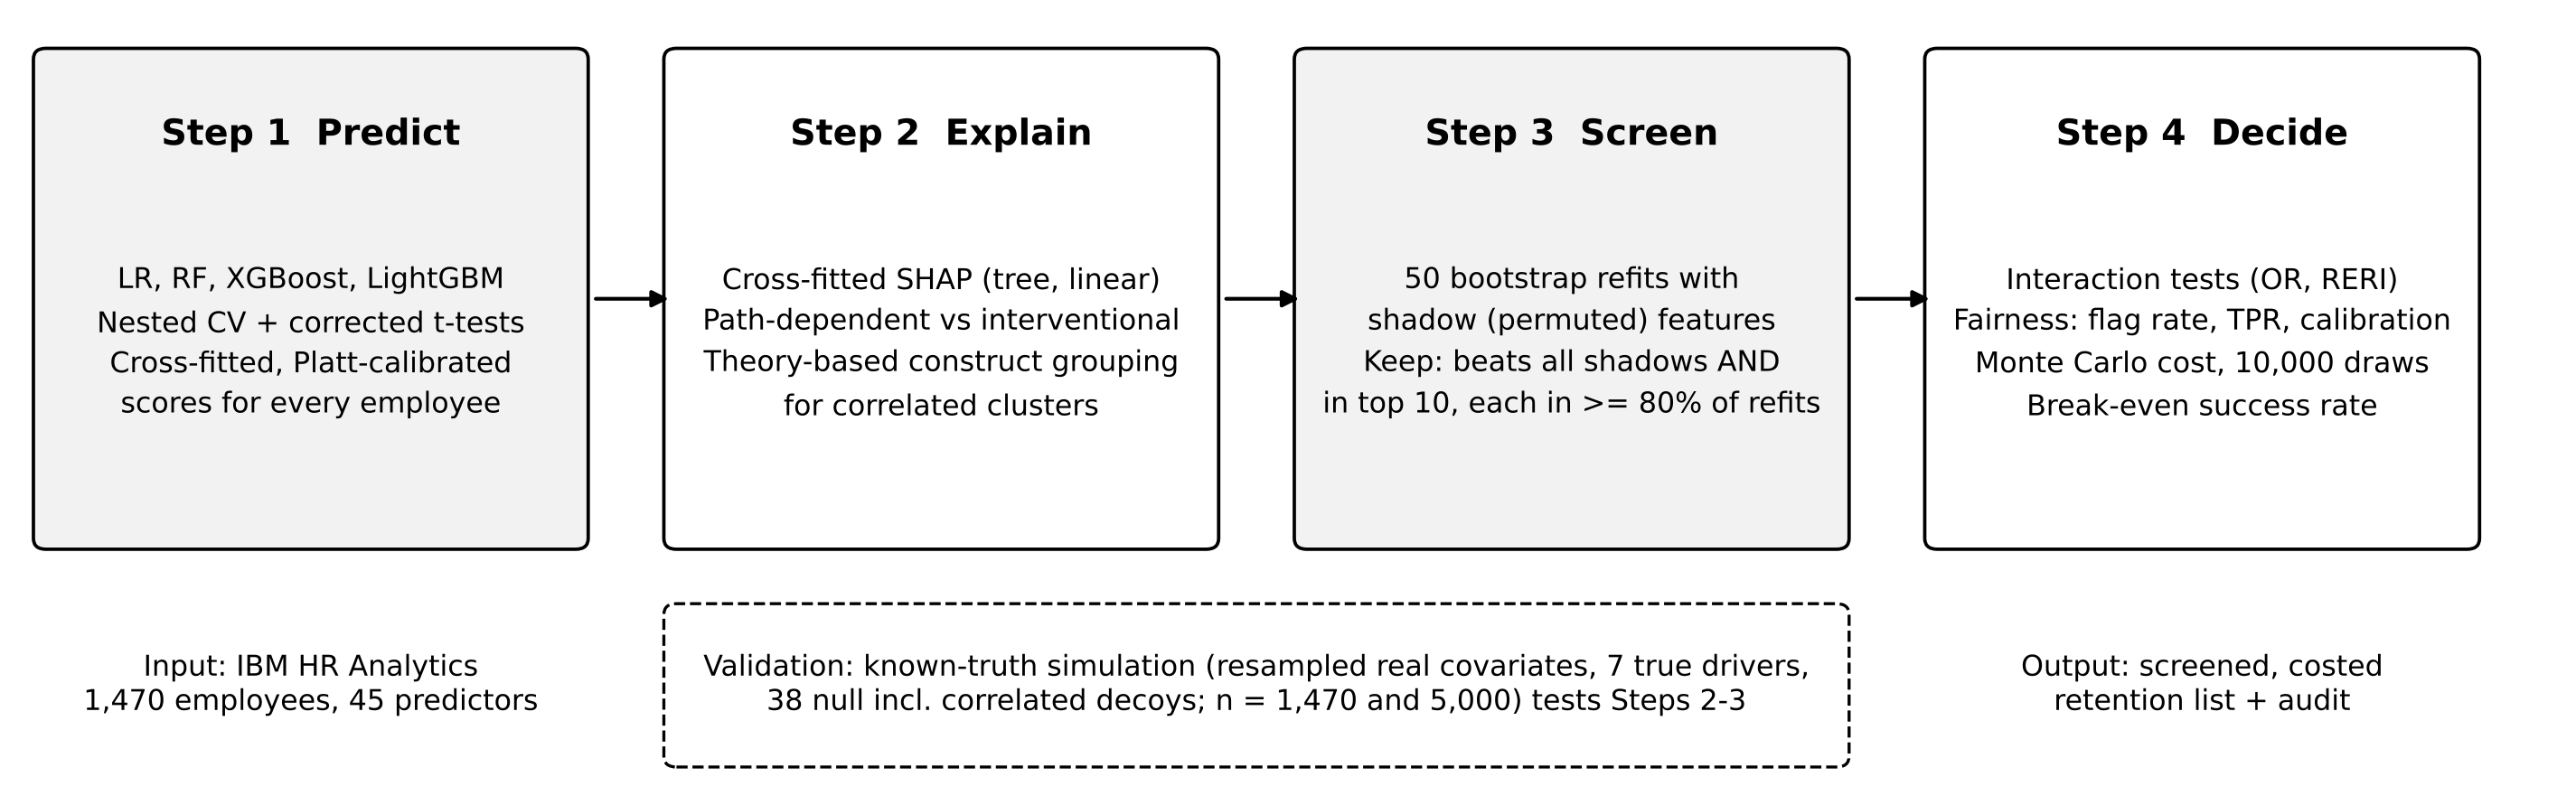 Step 1  Predict
LR, RF, XGBoost, LightGBM
Nested CV + corrected t-tests
Cross-fitted, Platt-calibrated
scores for every employee
Step 2  Explain
Cross-fitted SHAP (tree, linear)
Path-dependent vs interventional
Theory-based construct grouping
for correlated clusters
Step 3  Screen
50 bootstrap refits with
shadow (permuted) features
Keep: beats all shadows AND
in top 10, each in >= 80% of refits
Step 4  Decide
Interaction tests (OR, RERI)
Fairness: flag rate, TPR, calibration
Monte Carlo cost, 10,000 draws
Break-even success rate
Input: IBM HR Analytics
1,470 employees, 45 predictors
Validation: known-truth simulation (resampled real covariates, 7 true drivers,
38 null incl. correlated decoys; n = 1,470 and 5,000) tests Steps 2-3
Output: screened, costed
retention list + audit